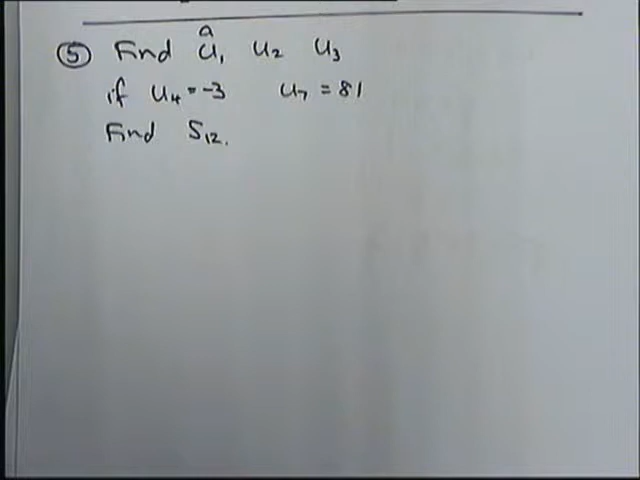 a
⑤ Find U₁ U₂ U₃
if U₄ = -3 U₇ = 81
Find S₁₂.